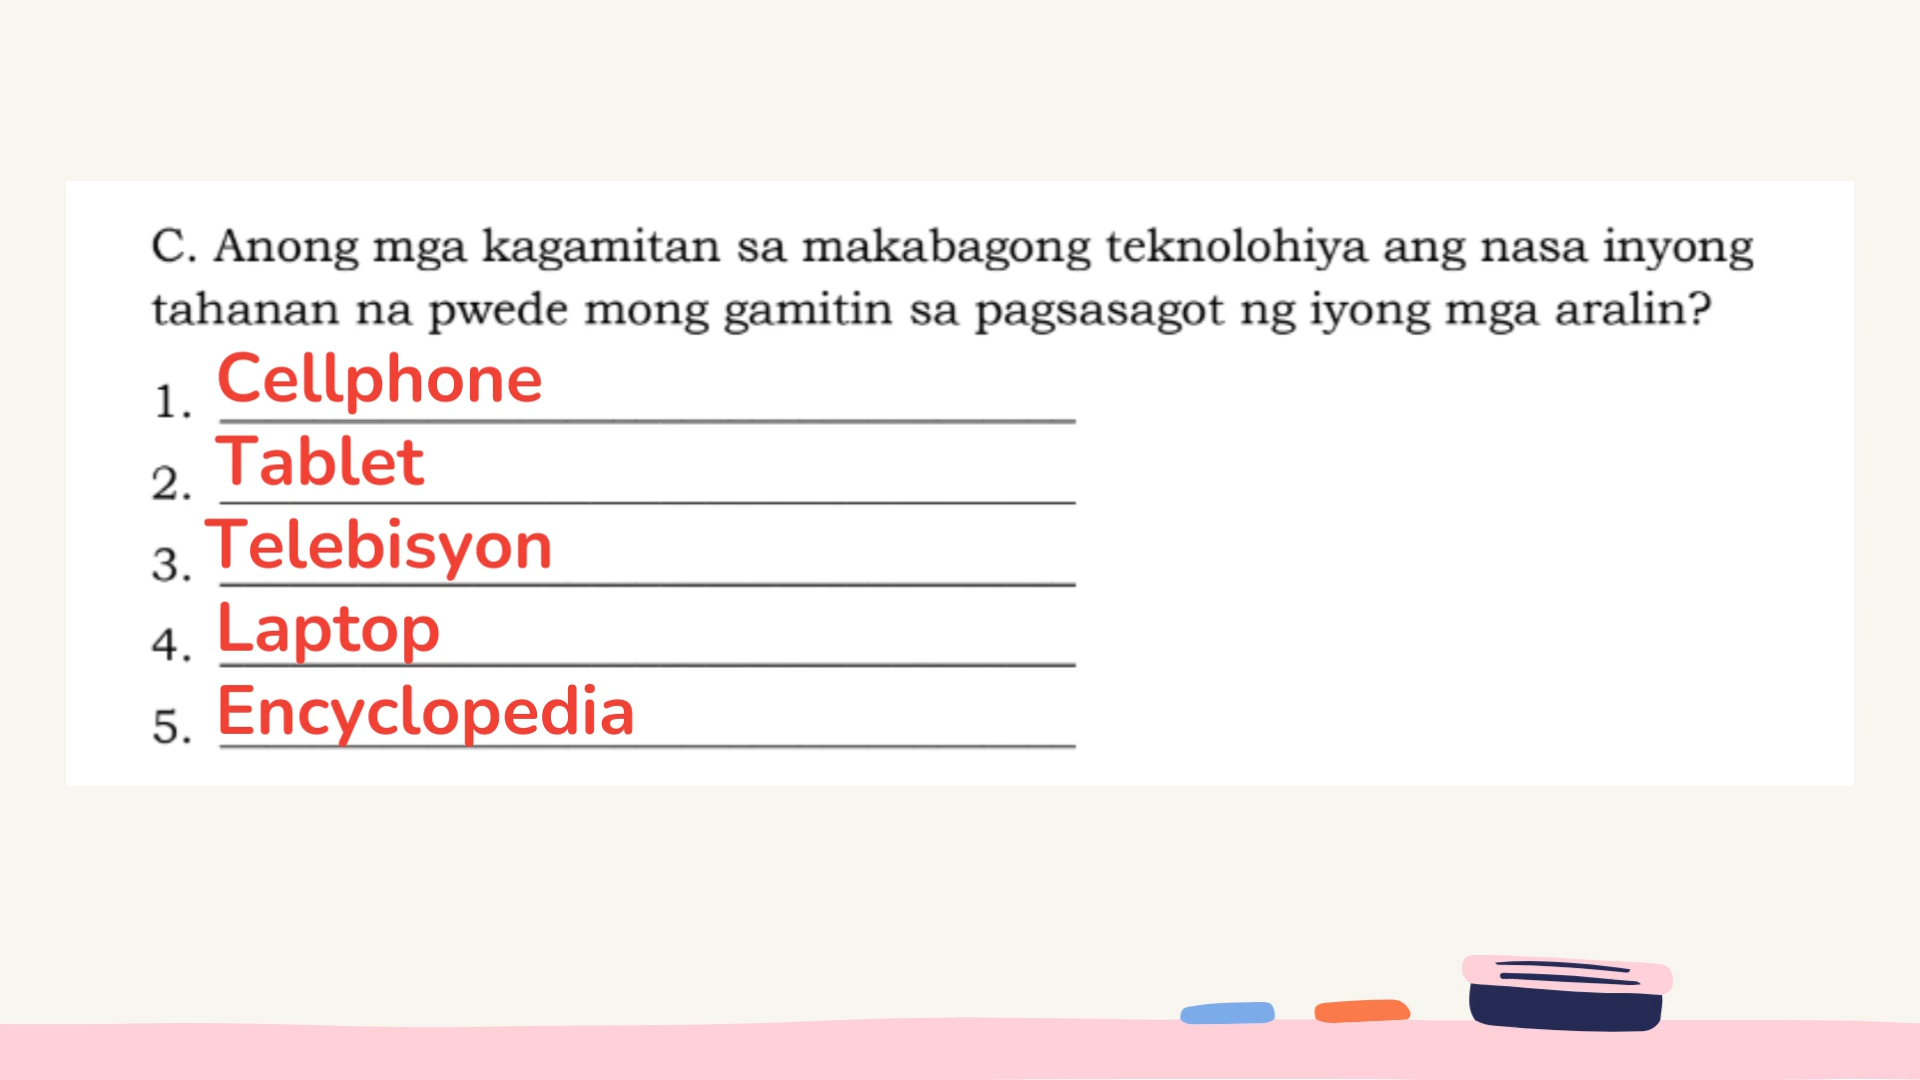 C. Anong mga kagamitan sa makabagong teknolohiya ang nasa inyong
tahanan na pwede mong gamitin sa pagsasagot ng iyong mga aralin?
1. Cellphone
2. Tablet
3. Telebisyon
4. Laptop
5. Encyclopedia